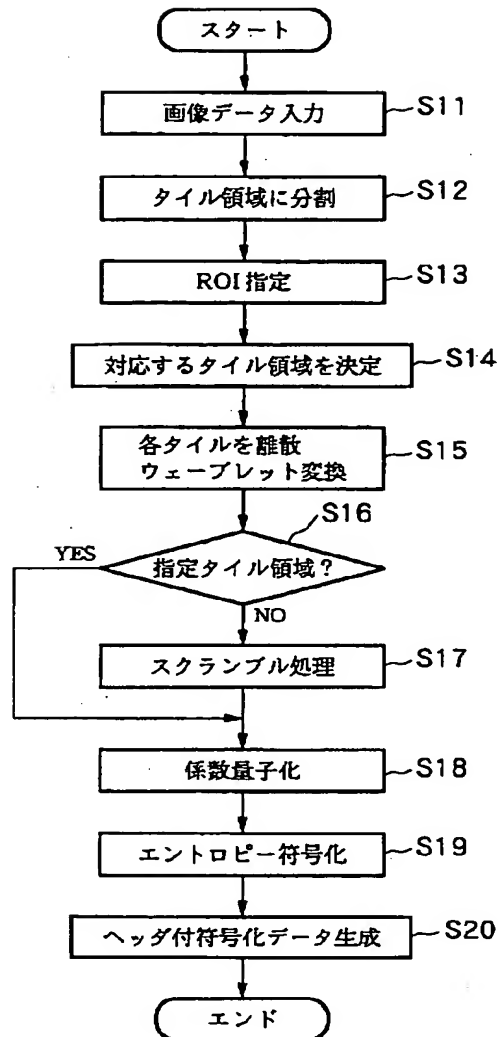 スタート
画像データ入力
S11
タイル領域に分割
S12
ROI 指定
S13
対応するタイル領域を決定
S14
各タイルを離散
ウェーブレット変換
S15
S16
YES
指定タイル領域？
NO
スクランブル処理
S17
係数量子化
S18
エントロピー符号化
S19
ヘッダ付符号化データ生成
S20
エンド